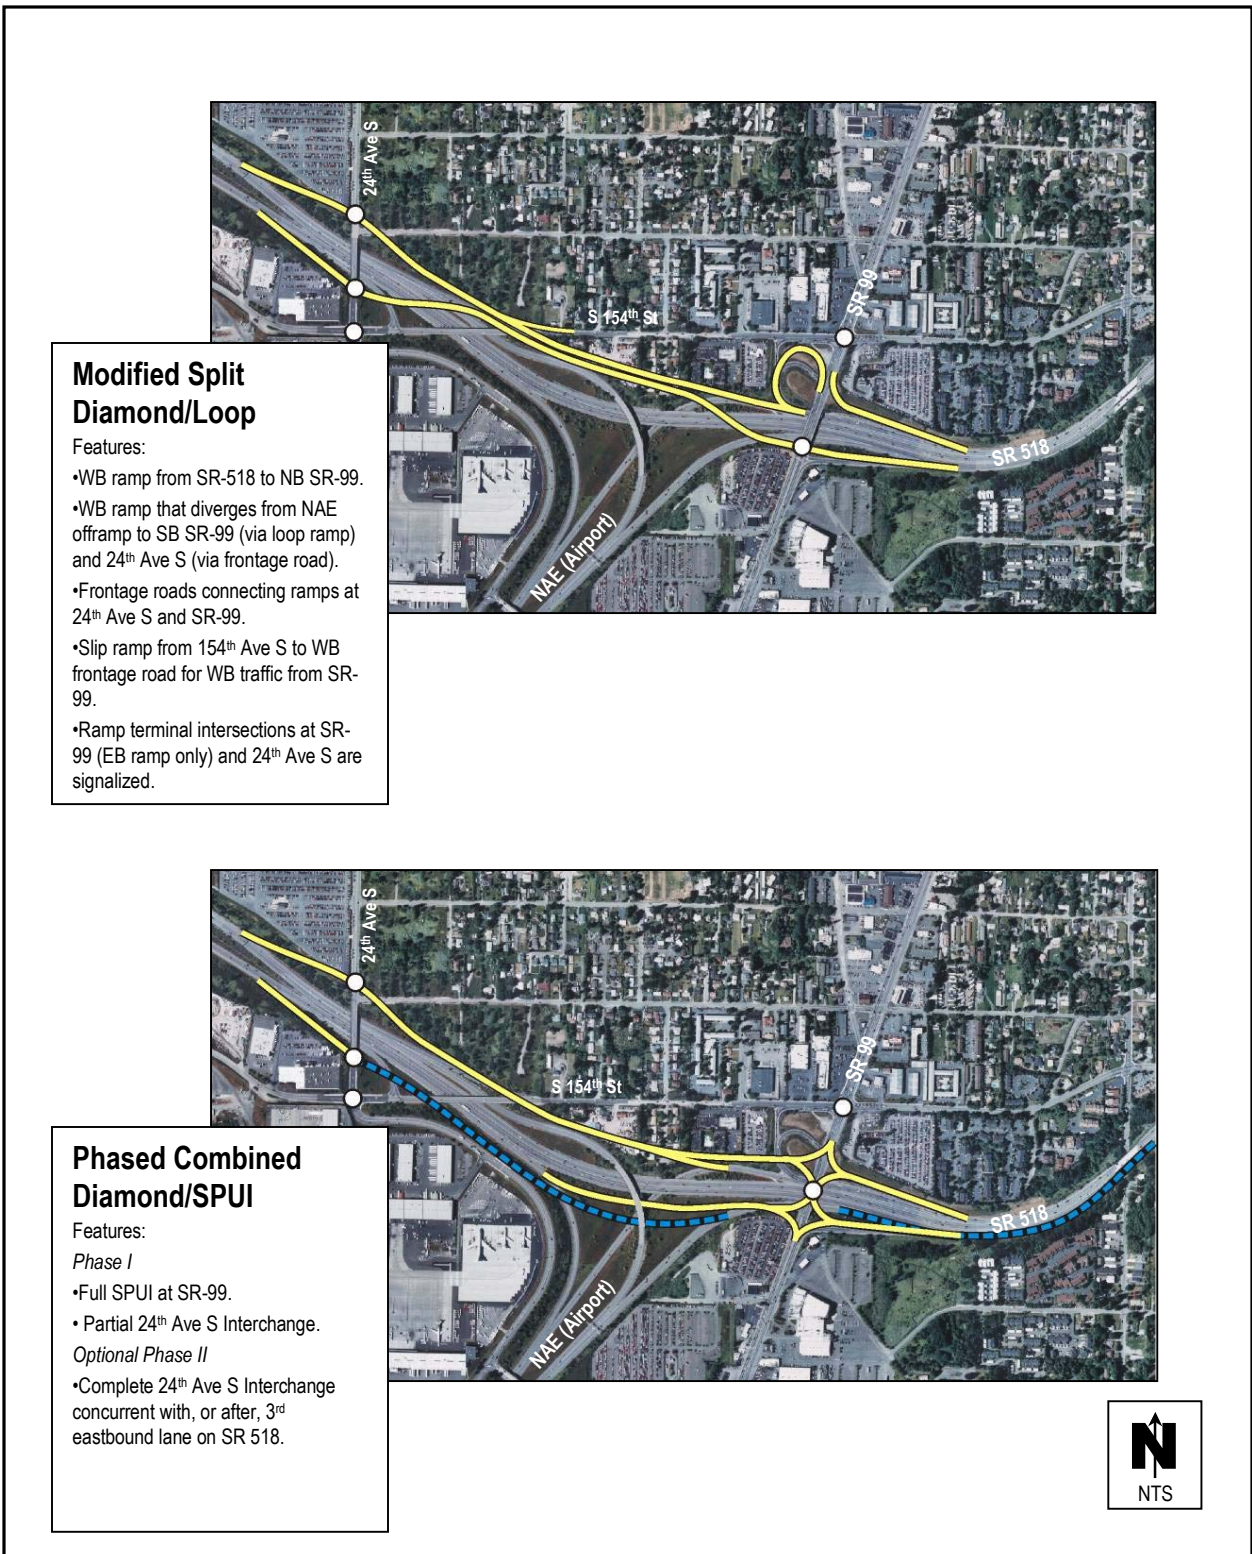 24th Ave S
S 154th St
SR 99
SR 518
NAE (Airport)
Modified Split
Diamond/Loop
Features:
•WB ramp from SR-518 to NB SR-99.
•WB ramp that diverges from NAE
offramp to SB SR-99 (via loop ramp)
and 24th Ave S (via frontage road).
•Frontage roads connecting ramps at
24th Ave S and SR-99.
•Slip ramp from 154th Ave S to WB
frontage road for WB traffic from SR-
99.
•Ramp terminal intersections at SR-
99 (EB ramp only) and 24th Ave S are
signalized.
24th Ave S
S 154th St
SR 99
SR 518
NAE (Airport)
Phased Combined
Diamond/SPUI
Features:
Phase I
•Full SPUI at SR-99.
• Partial 24th Ave S Interchange.
Optional Phase II
•Complete 24th Ave S Interchange
concurrent with, or after, 3rd
eastbound lane on SR 518.
N
NTS